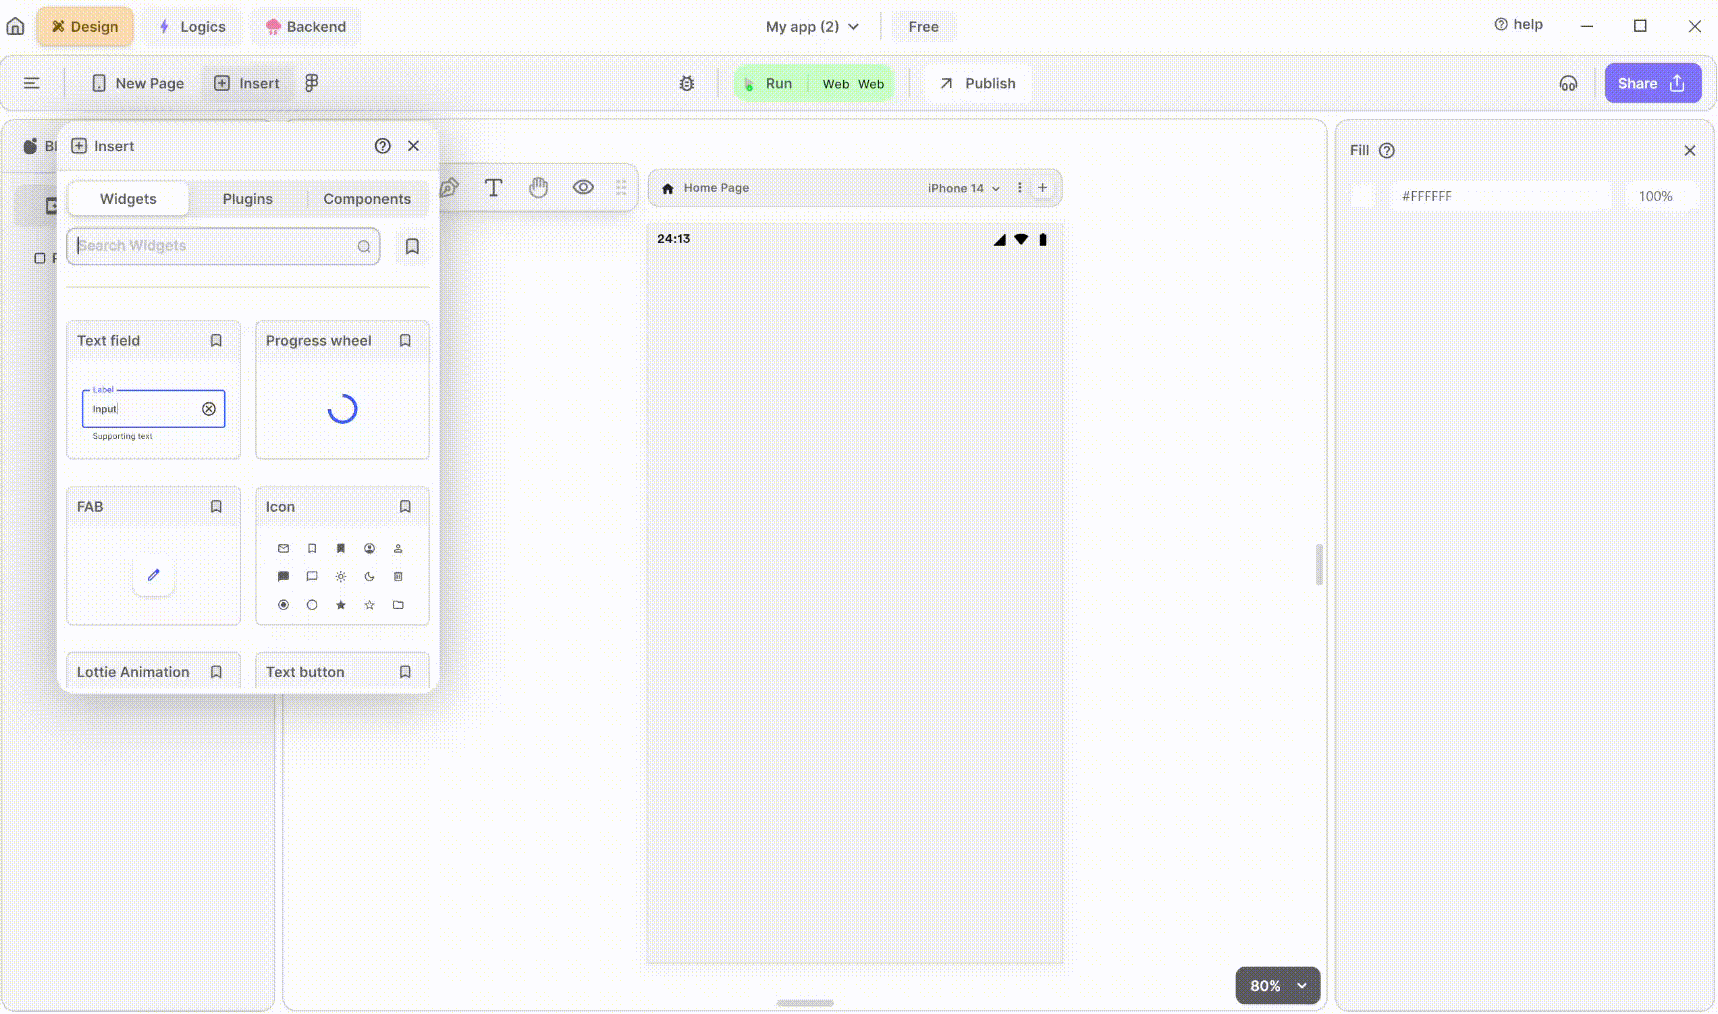 Design
Logics
Backend
My app (2)
Free
help
New Page
Insert
Run
Web Web
Publish
Share
Insert
Widgets
Plugins
Components
Search Widgets
Text field
Label
Input
Supporting text
Progress wheel
FAB
Icon
Lottie Animation
Text button
Home Page
iPhone 14
24:13
80%
Fill
#FFFFFF
100%